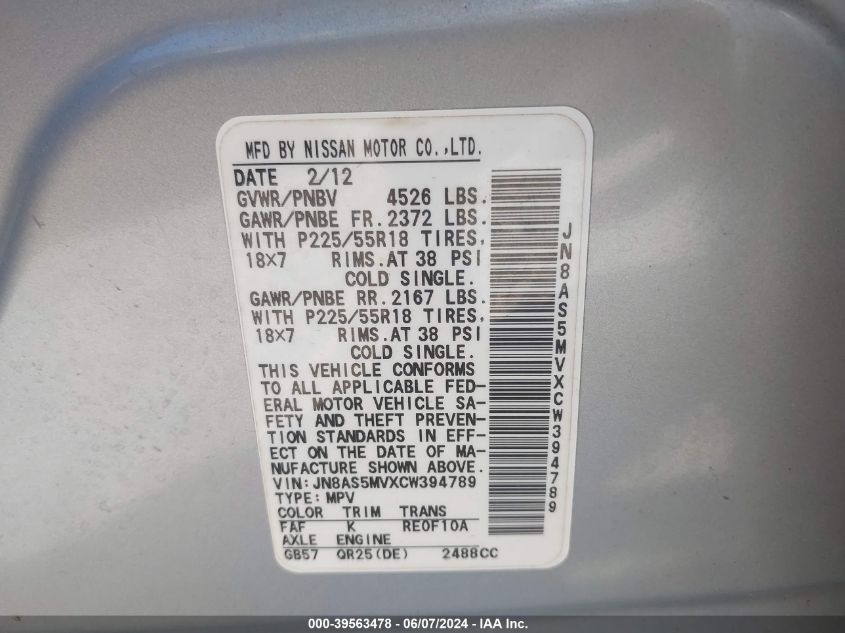 MFD BY NISSAN MOTOR CO.,LTD.
DATE 2/12
GVWR/PNBV 4526 LBS.
GAWR/PNBE FR. 2372 LBS.
WITH P225/55R18 TIRES,
18×7 RIMS.AT 38 PSI
COLD SINGLE.
GAWR/PNBE RR. 2167 LBS.
WITH P225/55R18 TIRES,
18×7 RIMS.AT 38 PSI
COLD SINGLE.
THIS VEHICLE CONFORMS
TO ALL APPLICABLE FED-
ERAL MOTOR VEHICLE SA-
FETY AND THEFT PREVEN-
TION STANDARDS IN EFF-
ECT ON THE DATE OF MA-
NUFACTURE SHOWN ABOVE.
VIN: JN8AS5MVXCW394789
TYPE: MPV
COLOR TRIM TRANS
FAF K RE0F10A
AXLE ENGINE
GB57 QR25(DE) 2488CC
JN8AS5MVXCW394789
000-39563478 — 06/07/2024 — IAA Inc.